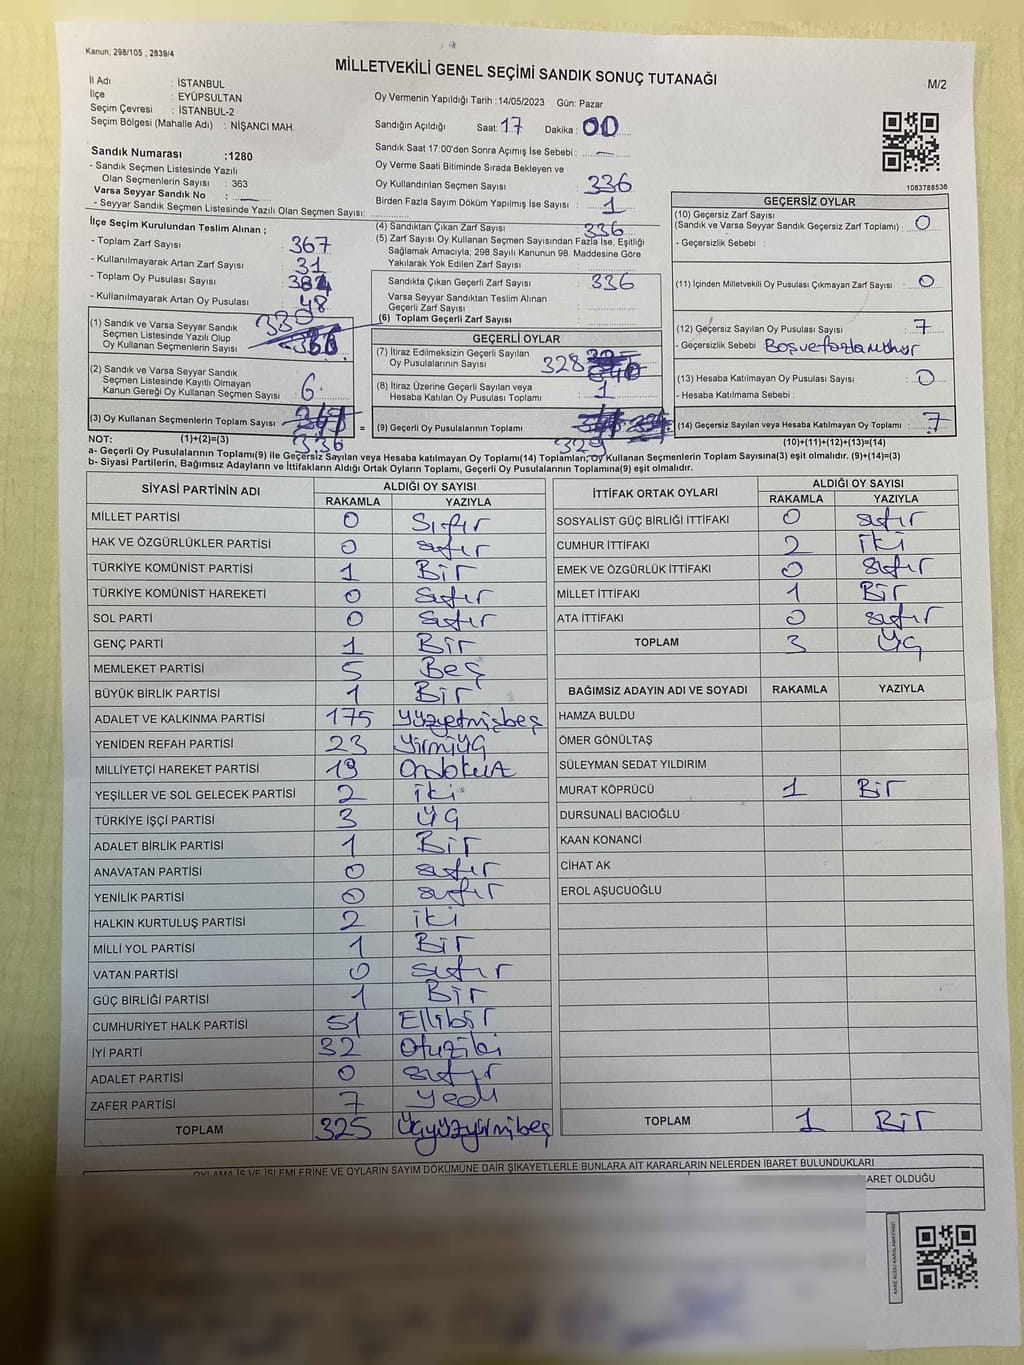 Kanun; 298/105 , 2839/4
MİLLETVEKİLİ GENEL SEÇİMİ SANDIK SONUÇ TUTANAĞI
M/2
İl Adı : İSTANBUL
İlçe : EYÜPSULTAN
Seçim Çevresi : İSTANBUL-2
Seçim Bölgesi (Mahalle Adı) : NİŞANCI MAH.
Sandık Numarası :1280
- Sandık Seçmen Listesinde Yazılı
Olan Seçmenlerin Sayısı : 363
Varsa Seyyar Sandık No :
- Seyyar Sandık Seçmen Listesinde Yazılı Olan Seçmen Sayısı:
Oy Vermenin Yapıldığı Tarih :14/05/2023 Gün: Pazar
Sandığın Açıldığı Saat: 17 Dakika : 00
Sandık Saat 17:00'den Sonra Açımış İse Sebebi : —
Oy Verme Saati Bitiminde Sırada Bekleyen ve
Oy Kullandırılan Seçmen Sayısı 336
Birden Fazla Sayım Döküm Yapılmış İse Sayısı : 1
1083788536
İlçe Seçim Kurulundan Teslim Alınan ;
- Toplam Zarf Sayısı : 367
- Kullanılmayarak Artan Zarf Sayısı : 31
- Toplam Oy Pusulası Sayısı :
- Kullanılmayarak Artan Oy Pusulası : 48
(1) Sandık ve Varsa Seyyar Sandık
Seçmen Listesinde Yazılı Olup
Oy Kullanan Seçmenlerin Sayısı : 330
(2) Sandık ve Varsa Seyyar Sandık
Seçmen Listesinde Kayıtlı Olmayan
Kanun Gereği Oy Kullanan Seçmen Sayısı : 6
(3) Oy Kullanan Seçmenlerin Toplam Sayısı : 336
(4) Sandıktan Çıkan Zarf Sayısı : 336
(5) Zarf Sayısı Oy Kullanan Seçmen Sayısından Fazla İse, Eşitliği
Sağlamak Amacıyla; 298 Sayılı Kanunun 98. Maddesine Göre
Yakılarak Yok Edilen Zarf Sayısı :
Sandıkta Çıkan Geçerli Zarf Sayısı : 336
Varsa Seyyar Sandıktan Teslim Alınan
Geçerli Zarf Sayısı :
(6) Toplam Geçerli Zarf Sayısı :
GEÇERLİ OYLAR
(7) İtiraz Edilmeksizin Geçerli Sayılan
Oy Pusulalarının Sayısı : 328
(8) İtiraz Üzerine Geçerli Sayılan veya
Hesaba Katılan Oy Pusulası Toplamı : 1
= (9) Geçerli Oy Pusulalarının Toplamı : 329
GEÇERSİZ OYLAR
(10) Geçersiz Zarf Sayısı
(Sandık ve Varsa Seyyar Sandık Geçersiz Zarf Toplamı) : 0
- Geçersizlik Sebebi :
(11) İçinden Milletvekili Oy Pusulası Çıkmayan Zarf Sayısı : 0
(12) Geçersiz Sayılan Oy Pusulası Sayısı : 7
- Geçersizlik Sebebi : Boş ve fazla mühür
(13) Hesaba Katılmayan Oy Pusulası Sayısı : 0
- Hesaba Katılmama Sebebi :
(14) Geçersiz Sayılan veya Hesaba Katılmayan Oy Toplamı : 7
NOT: (1)+(2)=(3)
(10)+(11)+(12)+(13)=(14)
a- Geçerli Oy Pusulalarının Toplamı(9) ile Geçersiz Sayılan veya Hesaba katılmayan Oy Toplamı(14) Toplamları, Oy Kullanan Seçmenlerin Toplam Sayısına(3) eşit olmalıdır. (9)+(14)=(3)
b- Siyasi Partilerin, Bağımsız Adayların ve İttifakların Aldığı Ortak Oyların Toplamı, Geçerli Oy Pusulalarının Toplamına(9) eşit olmalıdır.
SİYASİ PARTİNİN ADI ALDIĞI OY SAYISI
RAKAMLA YAZIYLA
MİLLET PARTİSİ 0 Sıfır
HAK VE ÖZGÜRLÜKLER PARTİSİ 0 sıfır
TÜRKİYE KOMÜNİST PARTİSİ 1 Bir
TÜRKİYE KOMÜNİST HAREKETİ 0 sıfır
SOL PARTİ 0 sıfır
GENÇ PARTİ 1 Bir
MEMLEKET PARTİSİ 5 Beş
BÜYÜK BİRLİK PARTİSİ 1 Bir
ADALET VE KALKINMA PARTİSİ 175 yüzyetmişbeş
YENİDEN REFAH PARTİSİ 23 yirmiüç
MİLLİYETÇİ HAREKET PARTİSİ 19 Ondokuz
YEŞİLLER VE SOL GELECEK PARTİSİ 2 iki
TÜRKİYE İŞÇİ PARTİSİ 3 üç
ADALET BİRLİK PARTİSİ 1 Bir
ANAVATAN PARTİSİ 0 sıfır
YENİLİK PARTİSİ 0 sıfır
HALKIN KURTULUŞ PARTİSİ 2 iki
MİLLİ YOL PARTİSİ 1 Bir
VATAN PARTİSİ 0 sıfır
GÜÇ BİRLİĞİ PARTİSİ 1 Bir
CUMHURİYET HALK PARTİSİ 51 Ellibir
İYİ PARTİ 32 Otuziki
ADALET PARTİSİ 0 sıfır
ZAFER PARTİSİ 7 yedi
TOPLAM 325 üçyüzyirmibeş
İTTİFAK ORTAK OYLARI ALDIĞI OY SAYISI
RAKAMLA YAZIYLA
SOSYALİST GÜÇ BİRLİĞİ İTTİFAKI 0 sıfır
CUMHUR İTTİFAKI 2 iki
EMEK VE ÖZGÜRLÜK İTTİFAKI 0 sıfır
MİLLET İTTİFAKI 1 Bir
ATA İTTİFAKI 0 sıfır
TOPLAM 3 üç
BAĞIMSIZ ADAYIN ADI VE SOYADI RAKAMLA YAZIYLA
HAMZA BULDU
ÖMER GÖNÜLTAŞ
SÜLEYMAN SEDAT YILDIRIM
MURAT KÖPRÜCÜ 1 Bir
DURSUNALİ BACIOĞLU
KAAN KONANCİ
CİHAT AK
EROL AŞUCUOĞLU
TOPLAM 1 Bir
OYLAMA İŞ VE İŞLEMLERİNE VE OYLARIN SAYIM DÖKÜMÜNE DAİR ŞİKAYETLERLE BUNLARA AİT KARARLARIN NELERDEN İBARET BULUNDUKLARI
BARET OLDUĞU